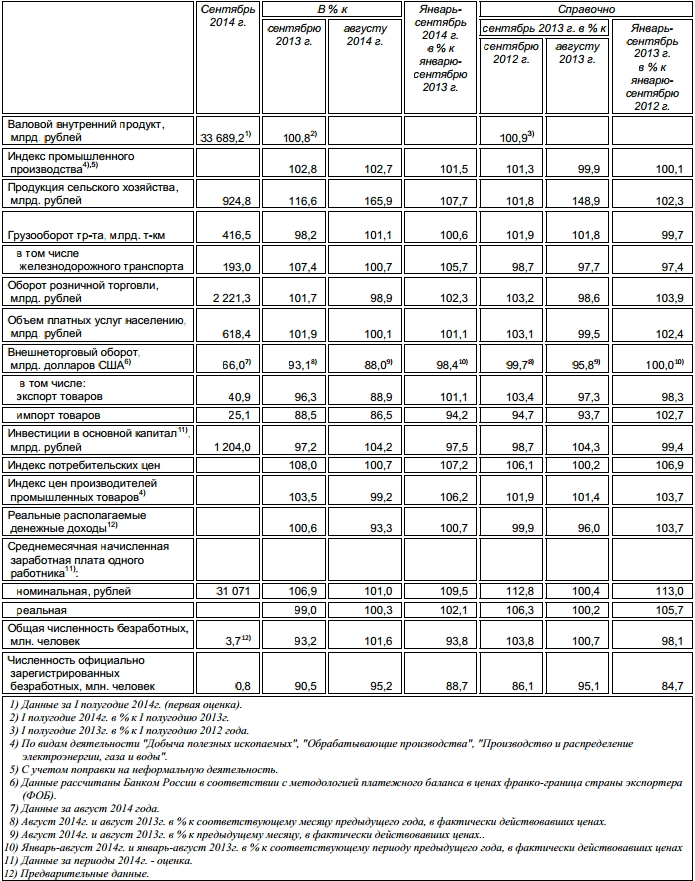 Сентябрь 2014 г. | В % к | Январь-сентябрь 2014 г. в % к январю-сентябрю 2013 г. | Справочно
сентябрю 2013 г. | августу 2014 г. | сентябрь 2013 г. в % к | Январь-сентябрь 2013 г. в % к январю-сентябрю 2012 г.
сентябрю 2012 г. | августу 2013 г.
Валовой внутренний продукт,
млрд. рублей 33 689,2¹⁾ 100,8²⁾ 100,9³⁾
Индекс промышленного
производства⁴⁾,⁵⁾ 102,8 102,7 101,5 101,3 99,9 100,1
Продукция сельского хозяйства,
млрд. рублей 924,8 116,6 165,9 107,7 101,8 148,9 102,3
Грузооборот тр-та, млрд. т-км 416,5 98,2 101,1 100,6 101,9 101,8 99,7
в том числе
железнодорожного транспорта 193,0 107,4 100,7 105,7 98,7 97,7 97,4
Оборот розничной торговли,
млрд. рублей 2 221,3 101,7 98,9 102,3 103,2 98,6 103,9
Объем платных услуг населению,
млрд. рублей 618,4 101,9 100,1 101,1 103,1 99,5 102,4
Внешнеторговый оборот,
млрд. долларов США⁶⁾ 66,0⁷⁾ 93,1⁸⁾ 88,0⁹⁾ 98,4¹⁰⁾ 99,7⁸⁾ 95,8⁹⁾ 100,0¹⁰⁾
в том числе:
экспорт товаров 40,9 96,3 88,9 101,1 103,4 97,3 98,3
импорт товаров 25,1 88,5 86,5 94,2 94,7 93,7 102,7
Инвестиции в основной капитал¹¹⁾,
млрд. рублей 1 204,0 97,2 104,2 97,5 98,7 104,3 99,4
Индекс потребительских цен 108,0 100,7 107,2 106,1 100,2 106,9
Индекс цен производителей
промышленных товаров⁴⁾ 103,5 99,2 106,2 101,9 101,4 103,7
Реальные располагаемые
денежные доходы¹²⁾ 100,6 93,3 100,7 99,9 96,0 103,7
Среднемесячная начисленная
заработная плата одного
работника¹¹⁾:
номинальная, рублей 31 071 106,9 101,0 109,5 112,8 100,4 113,0
реальная 99,0 100,3 102,1 106,3 100,2 105,7
Общая численность безработных,
млн. человек 3,7¹²⁾ 93,2 101,6 93,8 103,8 100,7 98,1
Численность официально
зарегистрированных
безработных, млн. человек 0,8 90,5 95,2 88,7 86,1 95,1 84,7
1) Данные за I полугодие 2014г. (первая оценка).
2) I полугодие 2014г. в % к I полугодию 2013г.
3) I полугодие 2013г. в % к I полугодию 2012 года.
4) По видам деятельности "Добыча полезных ископаемых", "Обрабатывающие производства", "Производство и распределение
электроэнергии, газа и воды".
5) С учетом поправки на неформальную деятельность.
6) Данные рассчитаны Банком России в соответствии с методологией платежного баланса в ценах франко-граница страны экспортера
(ФОБ).
7) Данные за август 2014 года.
8) Август 2014г. и август 2013г. в % к соответствующему месяцу предыдущего года, в фактически действовавших ценах.
9) Август 2014г. и август 2013г. в % к предыдущему месяцу, в фактически действовавших ценах..
10) Январь-август 2014г. и январь-август 2013г. в % к соответствующему периоду предыдущего года, в фактически действовавших ценах
11) Данные за периоды 2014г. - оценка.
12) Предварительные данные.